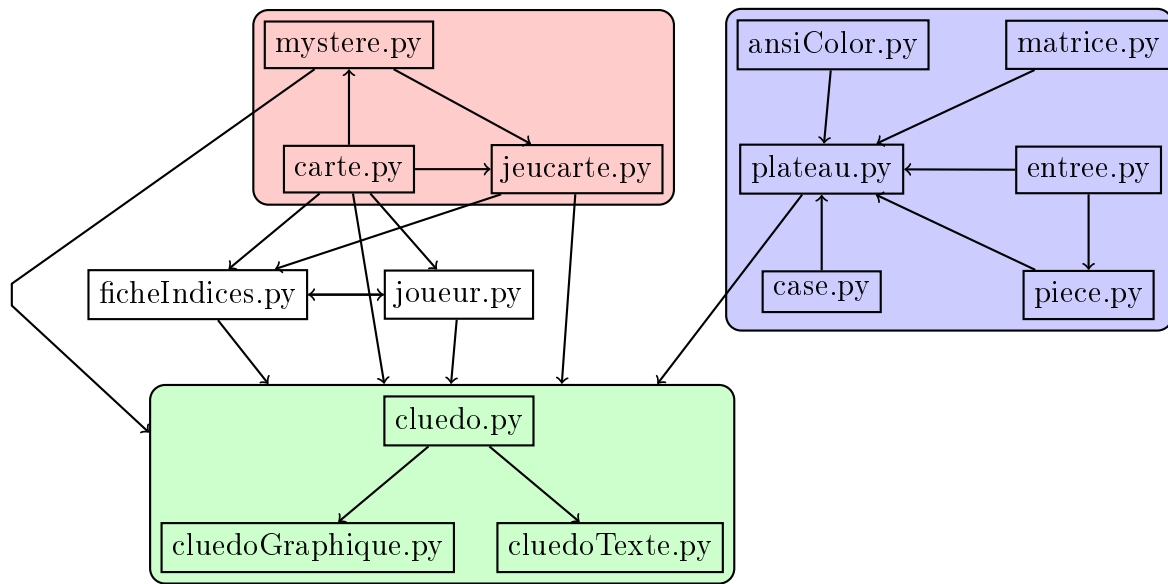 mystere.py
ansiColor.py
matrice.py
carte.py
jeucarte.py
plateau.py
entree.py
ficheIndices.py
joueur.py
case.py
piece.py
cluedo.py
cluedoGraphique.py
cluedoTexte.py